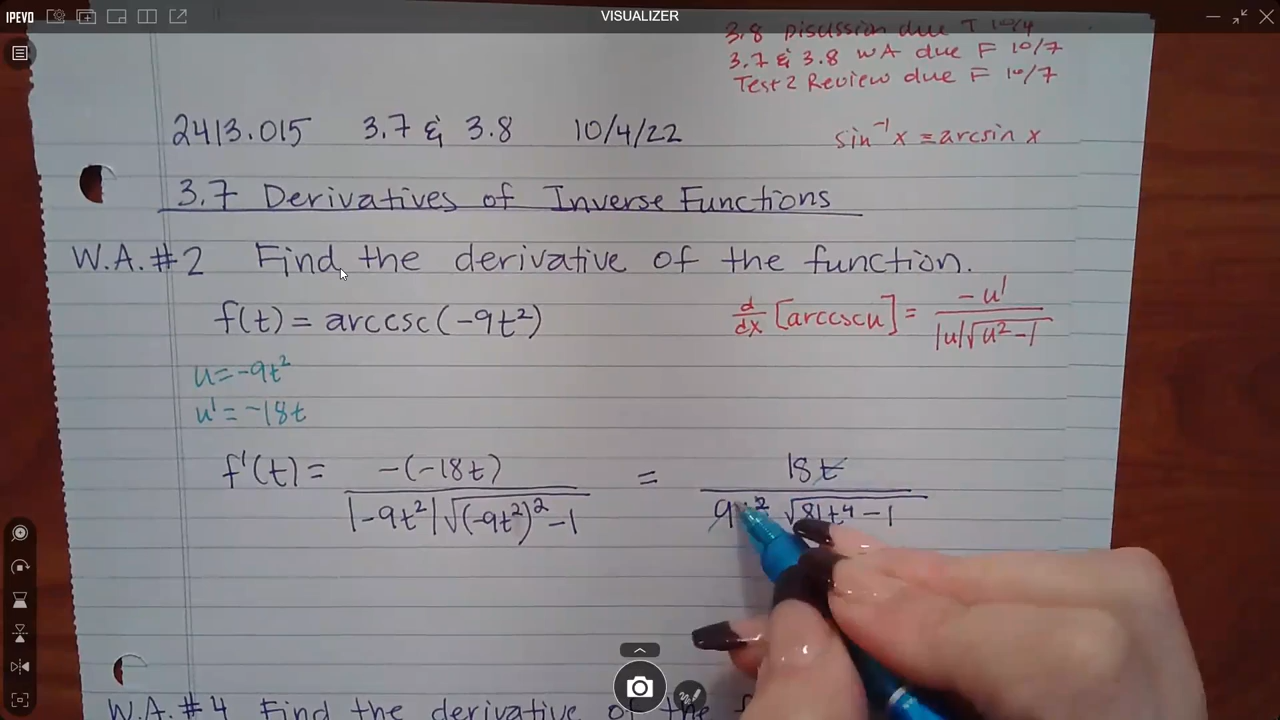 IPEVO
VISUALIZER
3.8 Discussion due T 10/4
3.7 & 3.8 WA due F 10/7
Test 2 Review due F 10/7
2413.015 3.7 & 3.8 10/4/22
sin⁻¹x = arcsin x
3.7 Derivatives of Inverse Functions
W.A.#2 Find the derivative of the function.
f(t) = arccsc(-9t²)
d/dx [arccscu] = -u' / |u|√(u²-1)
u = -9t²
u' = -18t
f'(t) = -(-18t) / |-9t²|√((-9t²)²-1) = 18t / 9t²√(81t⁴-1)
W.A.#4 Find the derivative of the